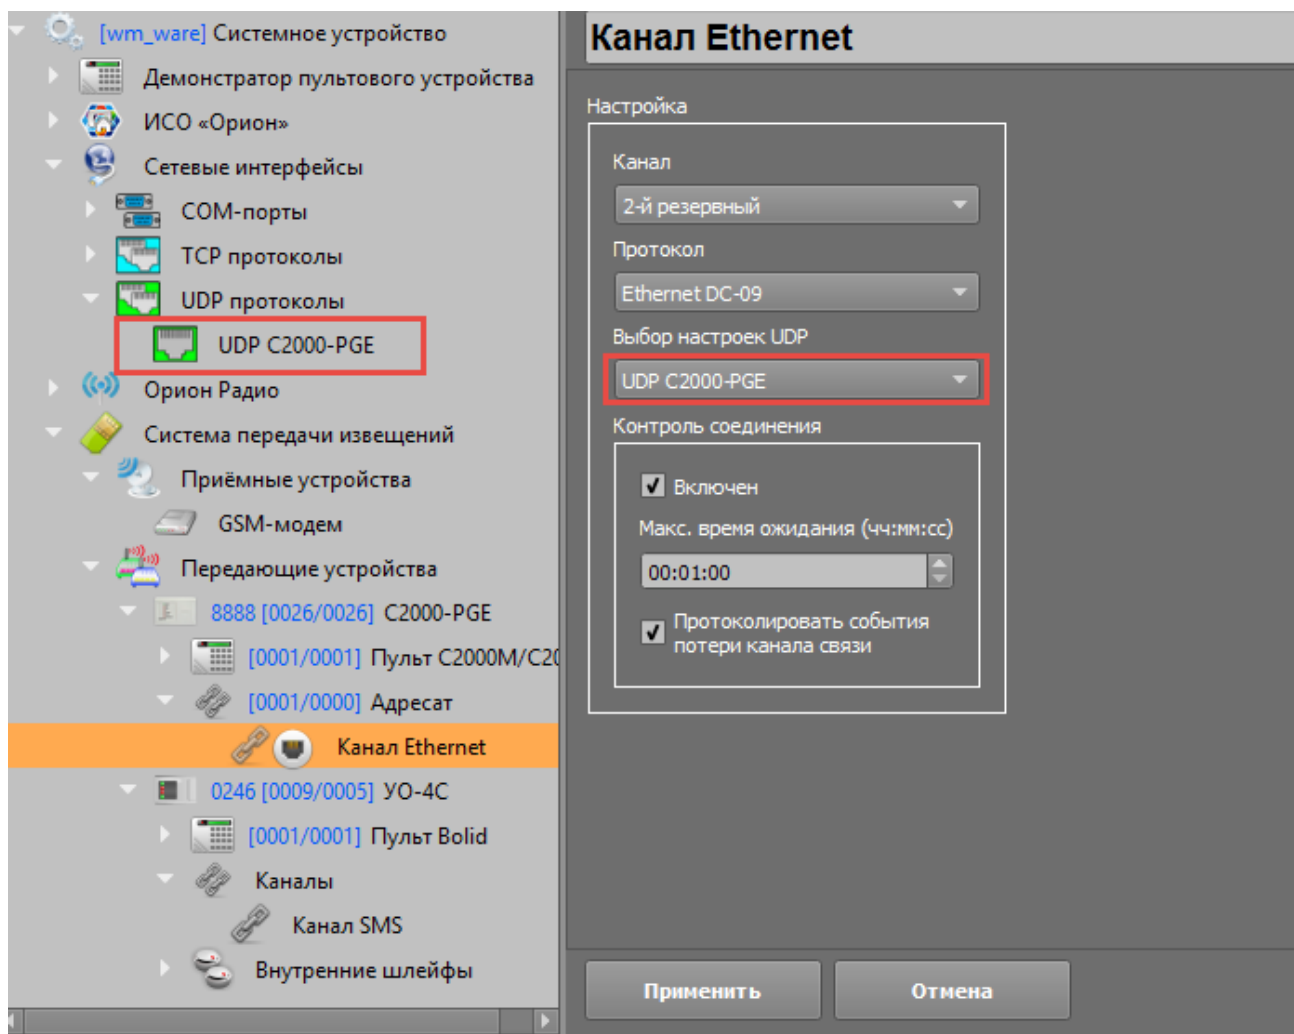 [wm_ware] Системное устройство
Демонстратор пультового устройства
ИСО «Орион»
Сетевые интерфейсы
COM-порты
TCP протоколы
UDP протоколы
UDP C2000-PGE
Орион Радио
Система передачи извещений
Приёмные устройства
GSM-модем
Передающие устройства
8888 [0026/0026] C2000-PGE
[0001/0001] Пульт C2000M/C20
[0001/0000] Адресат
Канал Ethernet
0246 [0009/0005] УО-4С
[0001/0001] Пульт Bolid
Каналы
Канал SMS
Внутренние шлейфы
Канал Ethernet
Настройка
Канал
2-й резервный
Протокол
Ethernet DC-09
Выбор настроек UDP
UDP C2000-PGE
Контроль соединения
Включен
Макс. время ожидания (чч:мм:сс)
00:01:00
Протоколировать события
потери канала связи
Применить
Отмена